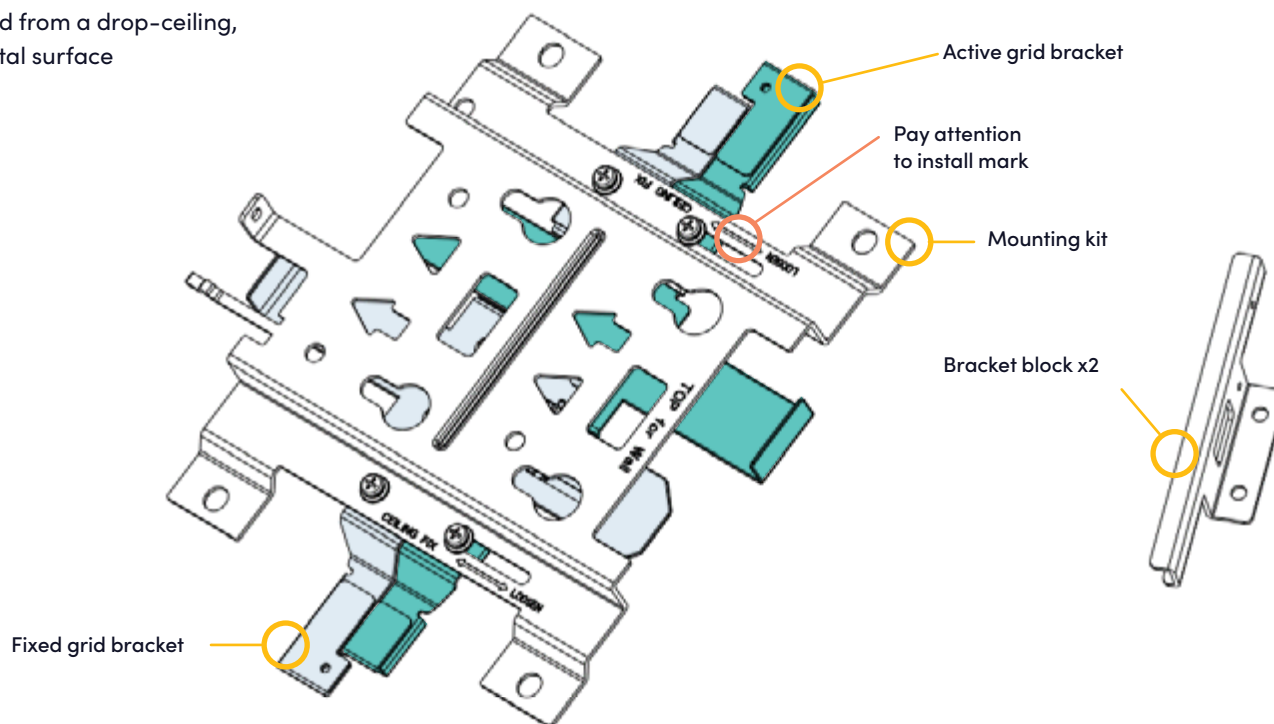 d from a drop-ceiling,
tal surface
Active grid bracket
Pay attention
to install mark
CEILING FIX
LOOSEN
Mounting kit
Bracket block x2
TOP for Wall
CEILING FIX
LOOSEN
Fixed grid bracket